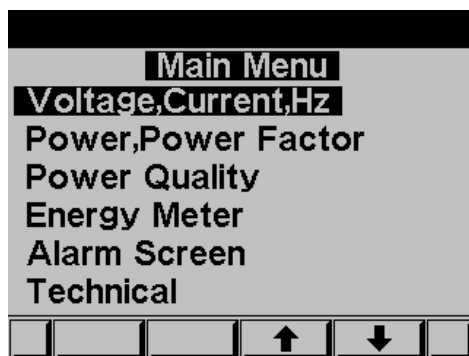 Main Menu
Voltage,Current,Hz
Power,Power Factor
Power Quality
Energy Meter
Alarm Screen
Technical